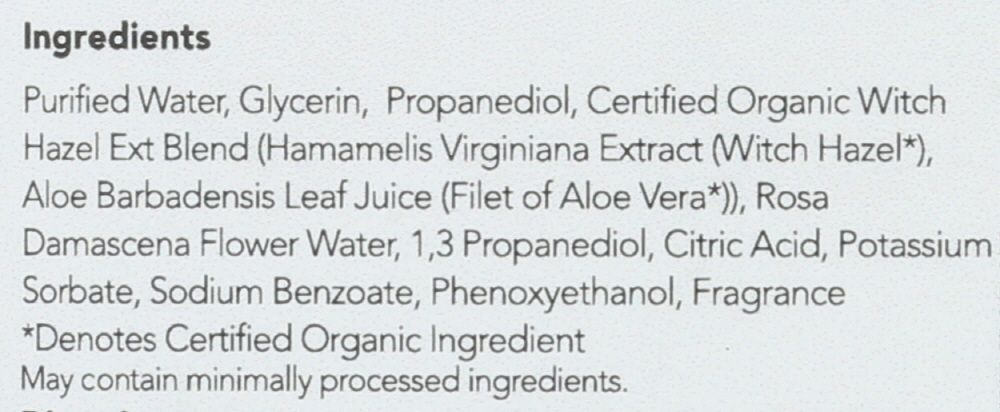 Ingredients
Purified Water, Glycerin, Propanediol, Certified Organic Witch
Hazel Ext Blend (Hamamelis Virginiana Extract (Witch Hazel*),
Aloe Barbadensis Leaf Juice (Filet of Aloe Vera*)), Rosa
Damascena Flower Water, 1,3 Propanediol, Citric Acid, Potassium
Sorbate, Sodium Benzoate, Phenoxyethanol, Fragrance
*Denotes Certified Organic Ingredient
May contain minimally processed ingredients.